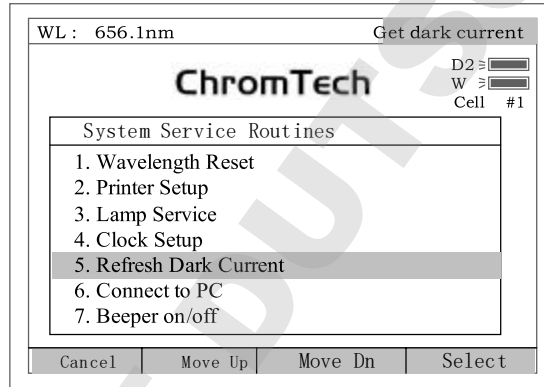 WL: 656.1nm Get dark current
ChromTech
D2
W
Cell #1
System Service Routines
1. Wavelength Reset
2. Printer Setup
3. Lamp Service
4. Clock Setup
5. Refresh Dark Current
6. Connect to PC
7. Beeper on/off
Cancel Move Up Move Dn Select